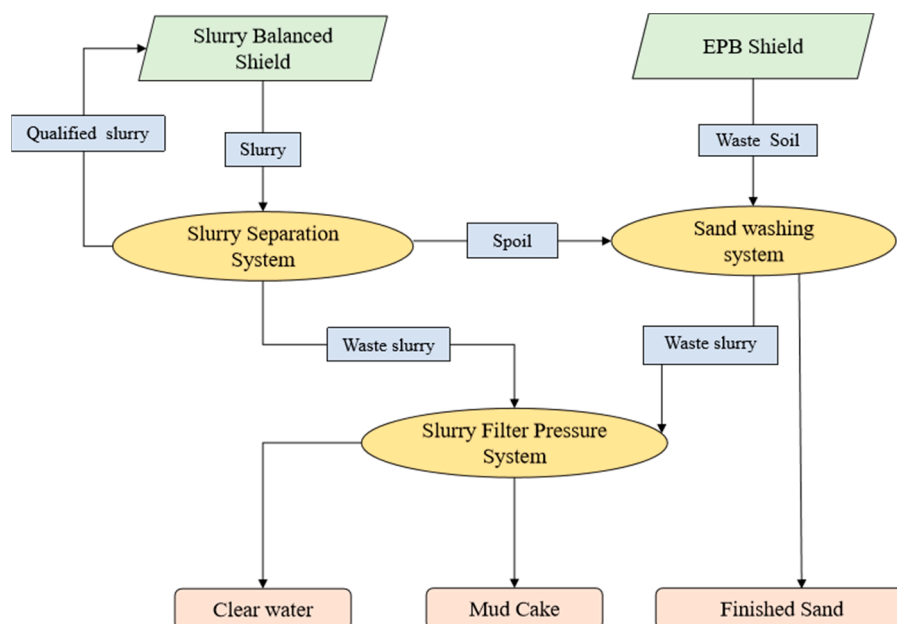 Slurry Balanced
Shield
EPB Shield
Qualified slurry
Slurry
Waste Soil
Slurry Separation
System
Spoil
Sand washing
system
Waste slurry
Waste slurry
Slurry Filter Pressure
System
Clear water
Mud Cake
Finished Sand